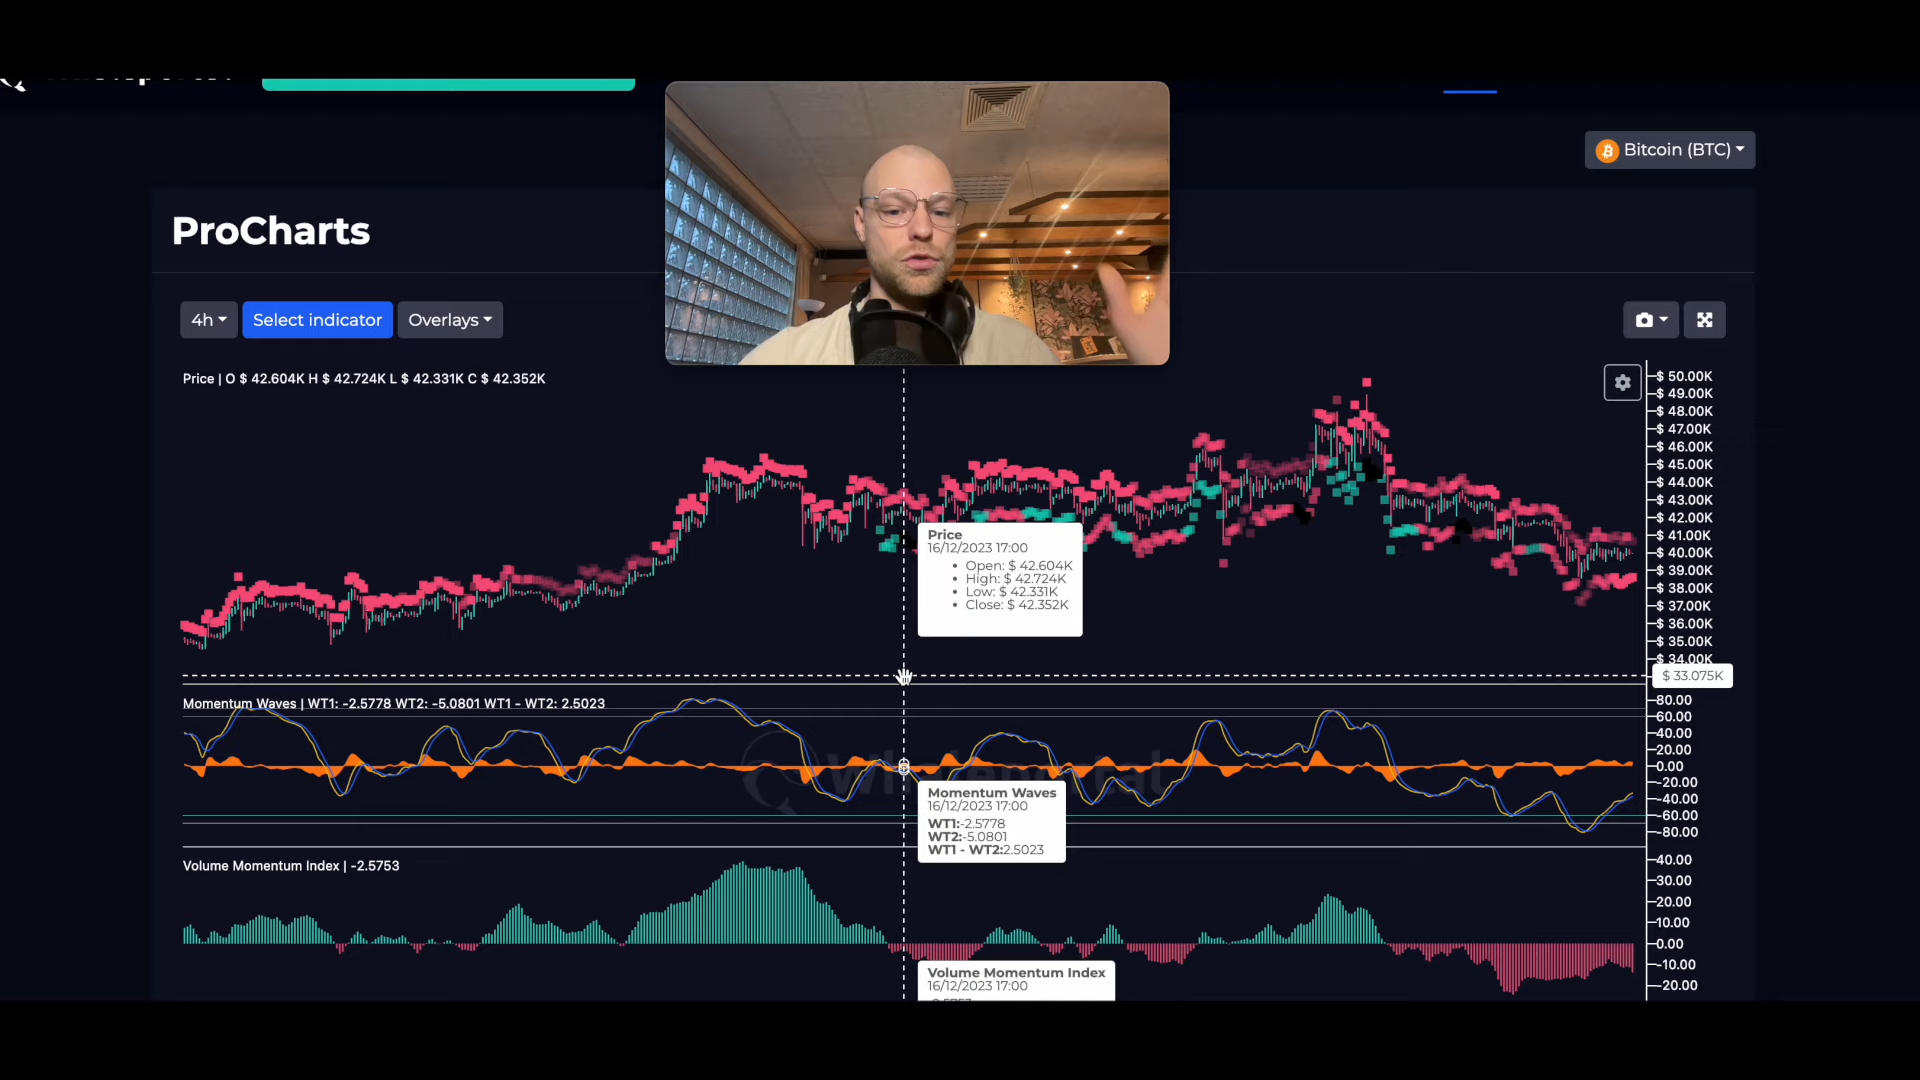 Bitcoin (BTC)
ProCharts
4h
Select indicator
Overlays
Price | O $ 42.604K H $ 42.724K L $ 42.331K C $ 42.352K
$ 50.00K
$ 49.00K
$ 48.00K
$ 47.00K
$ 46.00K
$ 45.00K
$ 44.00K
$ 43.00K
$ 42.00K
$ 41.00K
$ 40.00K
$ 39.00K
$ 38.00K
$ 37.00K
$ 36.00K
$ 35.00K
$ 34.00K
$ 33.075K
Price
16/12/2023 17:00
• Open: $ 42.604K
• High: $ 42.724K
• Low: $ 42.331K
• Close: $ 42.352K
Momentum Waves | WT1: -2.5778 WT2: -5.0801 WT1 - WT2: 2.5023
80.00
60.00
40.00
20.00
0.00
-20.00
-40.00
-60.00
-80.00
Momentum Waves
16/12/2023 17:00
WT1:-2.5778
WT2:-5.0801
WT1 - WT2:2.5023
Volume Momentum Index | -2.5753
40.00
30.00
20.00
10.00
0.00
-10.00
-20.00
Volume Momentum Index
16/12/2023 17:00